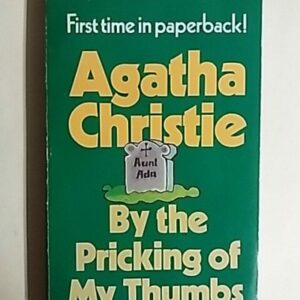 First time in paperback!
Agatha
Christie
Aunt
Ada
By the
Pricking of
My Thumbs